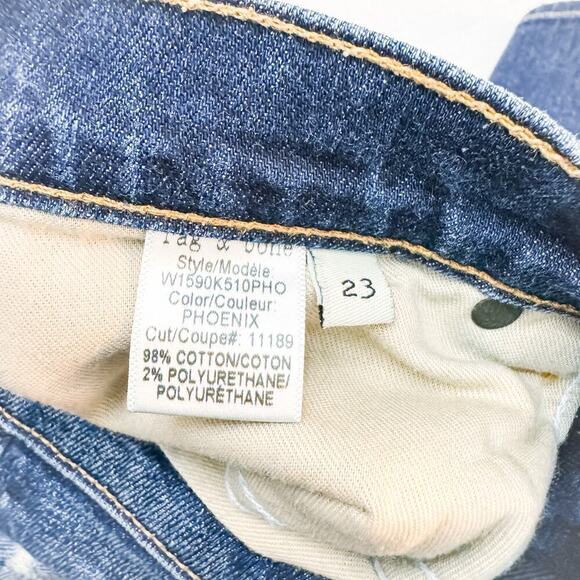 rag & bone
Style/Modèle:
W1590K510PHO
Color/Couleur:
PHOENIX
Cut/Coupe#: 11189
98% COTTON/COTON
2% POLYURETHANE/
POLYURÉTHANE
23